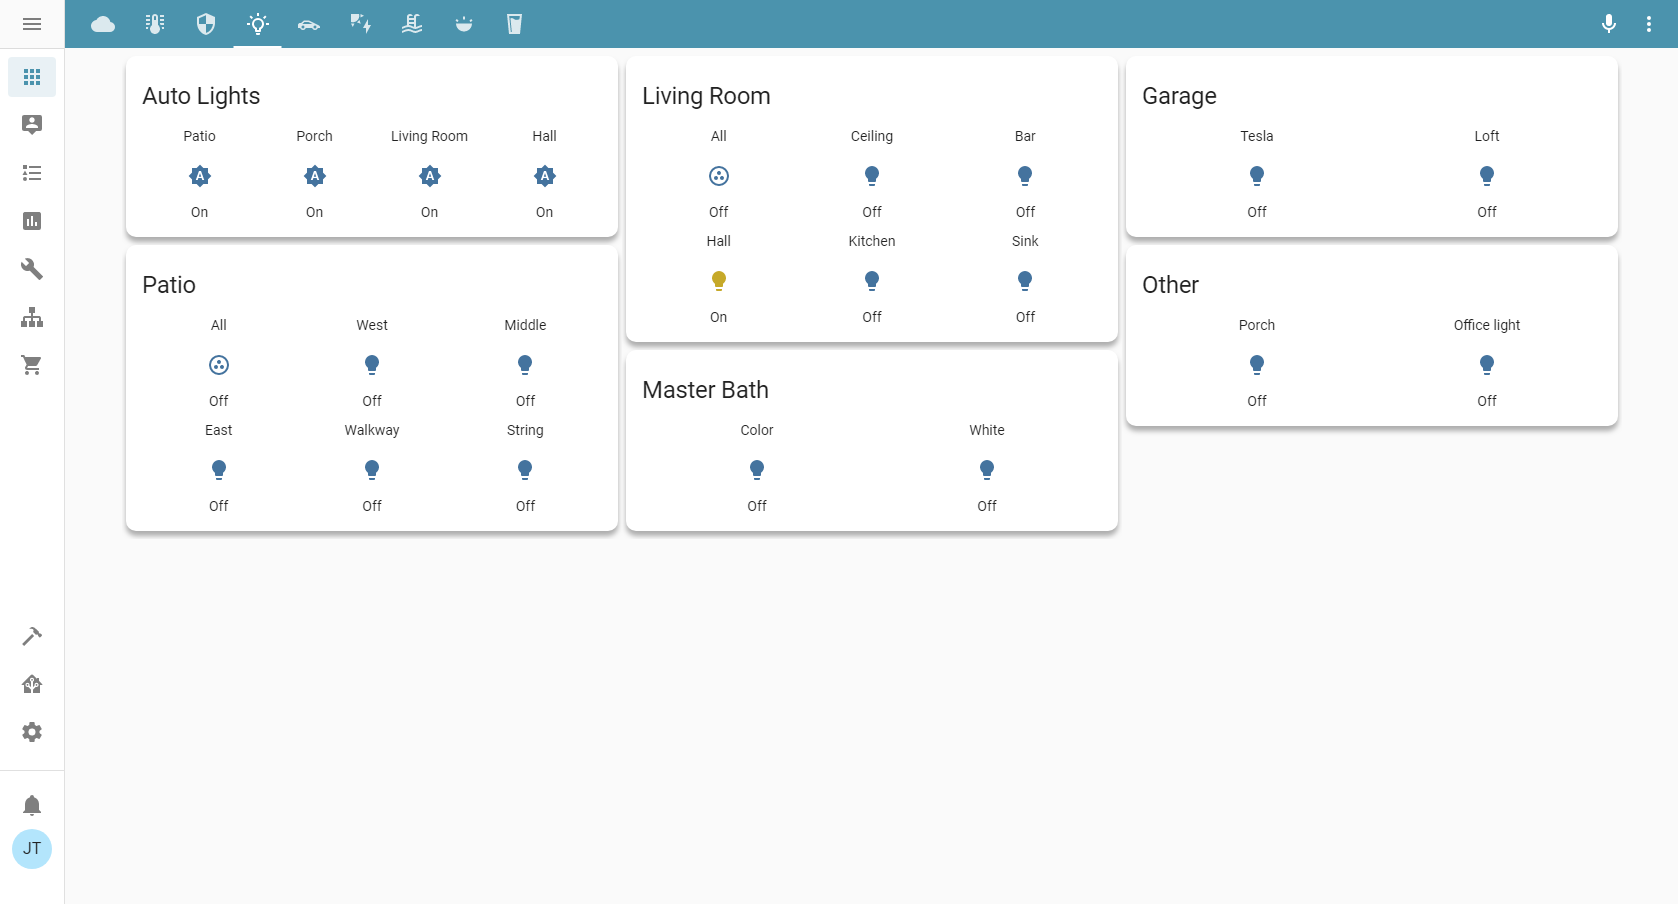 Auto Lights
Patio Porch Living Room Hall
A A A A
On On On On
Patio
All West Middle
Off Off Off
East Walkway String
Off Off Off
Living Room
All Ceiling Bar
Off Off Off
Hall Kitchen Sink
On Off Off
Master Bath
Color White
Off Off
Garage
Tesla Loft
Off Off
Other
Porch Office light
Off Off
JT